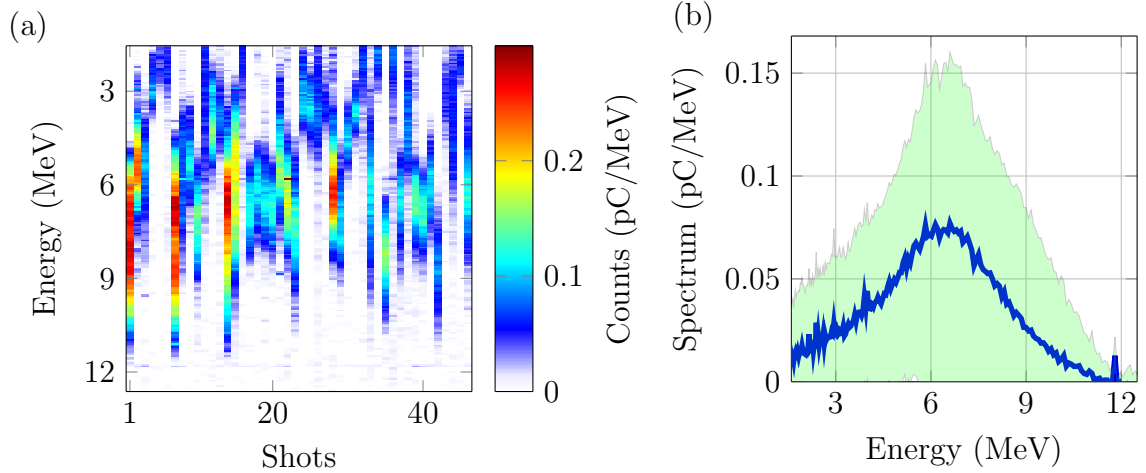 (a)
3
6
9
12
Energy (MeV)
1
20
40
Shots
0.2
0.1
0
Counts (pC/MeV)
(b)
0.15
0.1
0.05
0
Spectrum (pC/MeV)
3
6
9
12
Energy (MeV)